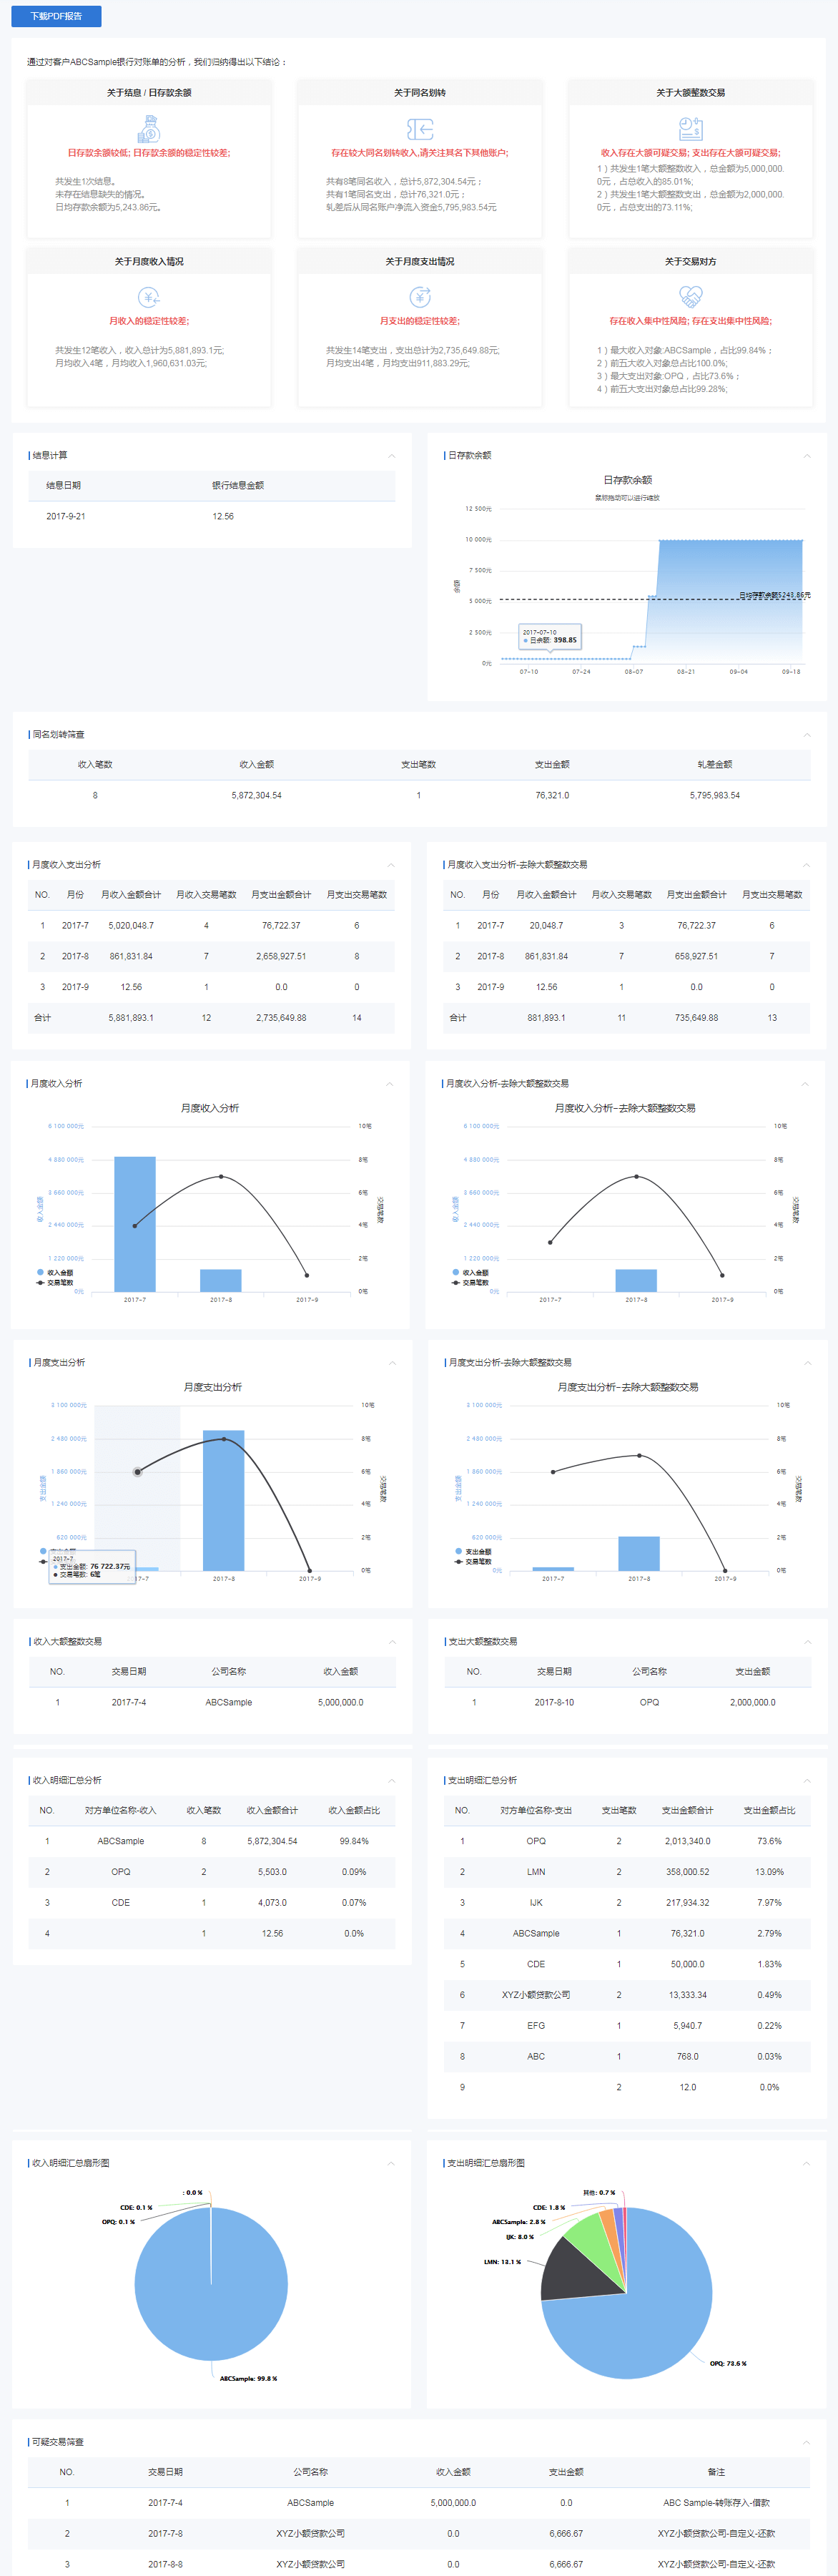 下载PDF报告
通过对客户ABCSample银行对账单的分析，我们归纳得出以下结论：
关于结息 / 日存款余额
日存款余额较低; 日存款余额的稳定性较差;
共发生1次结息。
未存在结息缺失的情况。
日均存款余额为5,243.86元。
关于同名划转
存在较大同名划转收入,请关注其名下其他账户;
共有8笔同名收入，总计5,872,304.54元；
共有1笔同名支出，总计76,321.0元；
轧差后从同名账户净流入资金5,795,983.54元
关于大额整数交易
收入存在大额可疑交易; 支出存在大额可疑交易;
1）共发生1笔大额整数收入，总金额为5,000,000.
0元，占总收入的85.01%;
2）共发生1笔大额整数支出，总金额为2,000,000.
0元，占总支出的73.11%;
关于月度收入情况
月收入的稳定性较差;
共发生12笔收入，收入总计为5,881,893.1元;
月均收入4笔，月均收入1,960,631.03元;
关于月度支出情况
月支出的稳定性较差;
共发生14笔支出，支出总计为2,735,649.88元;
月均支出4笔，月均支出911,883.29元;
关于交易对方
存在收入集中性风险; 存在支出集中性风险;
1）最大收入对象:ABCSample，占比99.84%；
2）前五大收入对象总占比100.0%;
3）最大支出对象:OPQ，占比73.6%；
4）前五大支出对象总占比99.28%;
结息计算
结息日期 银行结息金额
2017-9-21 12.56
日存款余额
日存款余额
鼠标拖动可以进行缩放
12 500元
10 000元
7 500元
5 000元
2 500元
0元
余额
日均存款余额5243.86元
2017-07-10
日余额: 398.85
07-10 07-24 08-07 08-21 09-04 09-18
同名划转筛查
收入笔数 收入金额 支出笔数 支出金额 轧差金额
8 5,872,304.54 1 76,321.0 5,795,983.54
月度收入支出分析
NO. 月份 月收入金额合计 月收入交易笔数 月支出金额合计 月支出交易笔数
1 2017-7 5,020,048.7 4 76,722.37 6
2 2017-8 861,831.84 7 2,658,927.51 8
3 2017-9 12.56 1 0.0 0
合计 5,881,893.1 12 2,735,649.88 14
月度收入支出分析-去除大额整数交易
NO. 月份 月收入金额合计 月收入交易笔数 月支出金额合计 月支出交易笔数
1 2017-7 20,048.7 3 76,722.37 6
2 2017-8 861,831.84 7 658,927.51 7
3 2017-9 12.56 1 0.0 0
合计 881,893.1 11 735,649.88 13
月度收入分析
月度收入分析
6 100 000元 10笔
4 880 000元 8笔
3 660 000元 6笔
2 440 000元 4笔
1 220 000元 2笔
0元 0笔
收入金额
交易笔数
收入金额
交易笔数
2017-7 2017-8 2017-9
月度收入分析-去除大额整数交易
月度收入分析-去除大额整数交易
6 100 000元 10笔
4 880 000元 8笔
3 660 000元 6笔
2 440 000元 4笔
1 220 000元 2笔
0元 0笔
收入金额
交易笔数
收入金额
交易笔数
2017-7 2017-8 2017-9
月度支出分析
月度支出分析
3 100 000元 10笔
2 480 000元 8笔
1 860 000元 6笔
1 240 000元 4笔
620 000元 2笔
0笔
支出金额
交易笔数
2017-7
支出金额: 76 722.37元
交易笔数: 6笔
2017-8 2017-9
月度支出分析-去除大额整数交易
月度支出分析-去除大额整数交易
3 100 000元 10笔
2 480 000元 8笔
1 860 000元 6笔
1 240 000元 4笔
620 000元 2笔
0元 0笔
支出金额
交易笔数
支出金额
交易笔数
2017-7 2017-8 2017-9
收入大额整数交易
NO. 交易日期 公司名称 收入金额
1 2017-7-4 ABCSample 5,000,000.0
支出大额整数交易
NO. 交易日期 公司名称 支出金额
1 2017-8-10 OPQ 2,000,000.0
收入明细汇总分析
NO. 对方单位名称-收入 收入笔数 收入金额合计 收入金额占比
1 ABCSample 8 5,872,304.54 99.84%
2 OPQ 2 5,503.0 0.09%
3 CDE 1 4,073.0 0.07%
4 1 12.56 0.0%
支出明细汇总分析
NO. 对方单位名称-支出 支出笔数 支出金额合计 支出金额占比
1 OPQ 2 2,013,340.0 73.6%
2 LMN 2 358,000.52 13.09%
3 IJK 2 217,934.32 7.97%
4 ABCSample 1 76,321.0 2.79%
5 CDE 1 50,000.0 1.83%
6 XYZ小额贷款公司 2 13,333.34 0.49%
7 EFG 1 5,940.7 0.22%
8 ABC 1 768.0 0.03%
9 2 12.0 0.0%
收入明细汇总扇形图
: 0.0 %
CDE: 0.1 %
OPQ: 0.1 %
ABCSample: 99.8 %
支出明细汇总扇形图
其他: 0.7 %
CDE: 1.8 %
ABCSample: 2.8 %
IJK: 8.0 %
LMN: 13.1 %
OPQ: 73.6 %
可疑交易筛查
NO. 交易日期 公司名称 收入金额 支出金额 备注
1 2017-7-4 ABCSample 5,000,000.0 0.0 ABC Sample-转账存入-借款
2 2017-7-8 XYZ小额贷款公司 0.0 6,666.67 XYZ小额贷款公司-自定义-还款
3 2017-8-8 XYZ小额贷款公司 0.0 6,666.67 XYZ小额贷款公司-自定义-还款